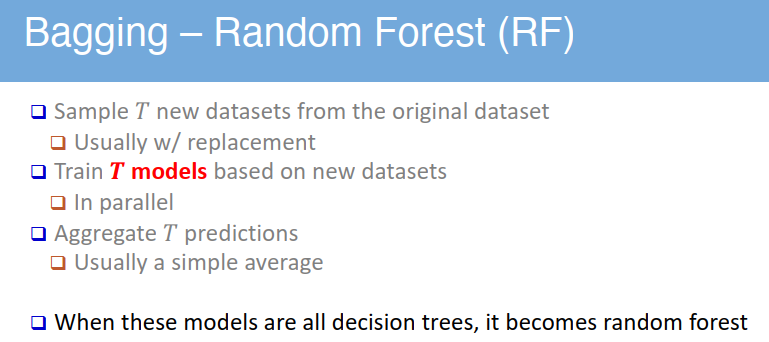 Bagging – Random Forest (RF)
Sample T new datasets from the original dataset
Usually w/ replacement
Train T models based on new datasets
In parallel
Aggregate T predictions
Usually a simple average
When these models are all decision trees, it becomes random forest